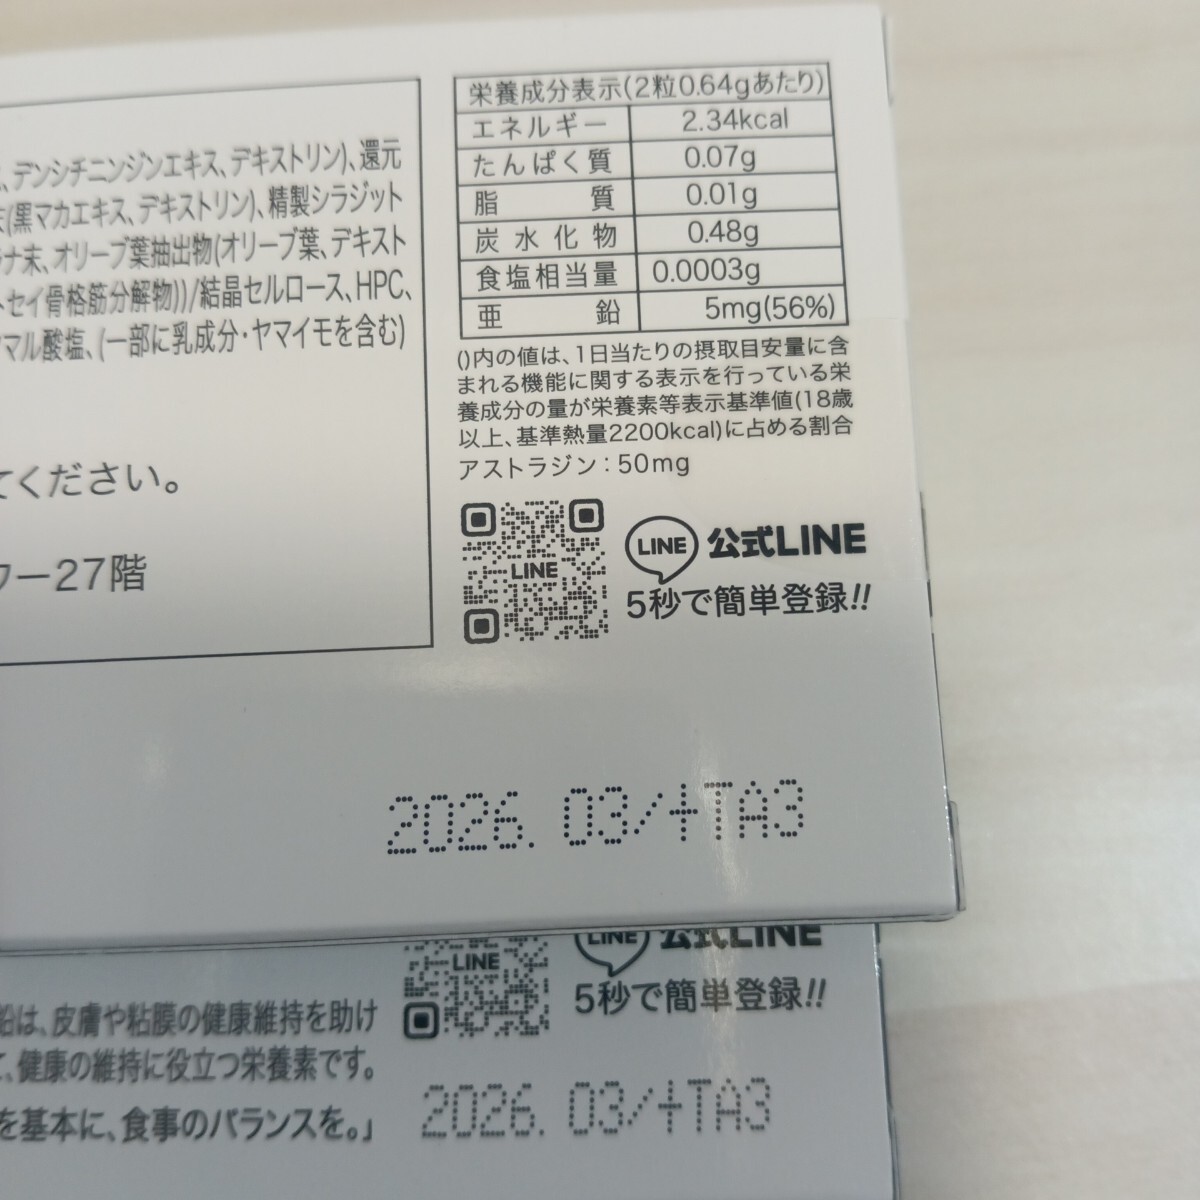 、デンシチニンジンエキス、デキストリン)、還元
(黒マカエキス、デキストリン)、精製シラジット
ナ末、オリーブ葉抽出物(オリーブ葉、デキスト
セイ骨格筋分解物))/結晶セルロース、HPC、
マル酸塩、(一部に乳成分・ヤマイモを含む)
てください。
ワー27階
栄養成分表示(2粒0.64gあたり)
エネルギー 2.34kcal
たんぱく質 0.07g
脂質 0.01g
炭水化物 0.48g
食塩相当量 0.0003g
亜鉛 5mg(56%)
()内の値は、1日当たりの摂取目安量に含
まれる機能に関する表示を行っている栄
養成分の量が栄養素等表示基準値(18歳
以上、基準熱量2200kcal)に占める割合
アストラジン:50mg
LINE
LINE 公式LINE
5秒で簡単登録!!
2026.03/+TA3
LINE
LINE 公式LINE
5秒で簡単登録!!
鉛は、皮膚や粘膜の健康維持を助け
、健康の維持に役立つ栄養素です。
を基本に、食事のバランスを。」
2026.03/+TA3